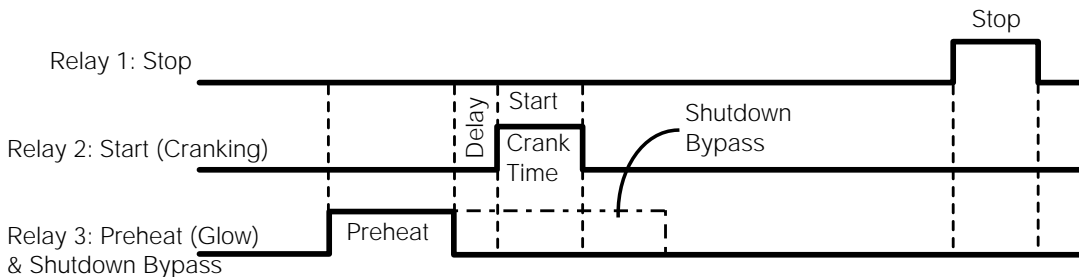 Stop
Relay 1: Stop
Delay
Start
Shutdown
Bypass
Relay 2: Start (Cranking)
Crank
Time
Relay 3: Preheat (Glow)
& Shutdown Bypass
Preheat